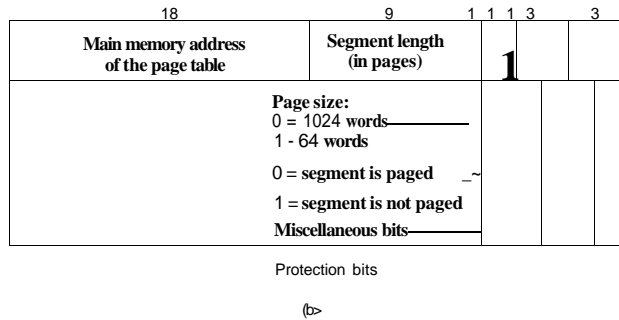 18 9 1 1 1 3 3
Main memory address
of the page table
Segment length
(in pages)
1
Page size:
0 = 1024 words
1 - 64 words
0 = segment is paged _~
1 = segment is not paged
Miscellaneous bits
Protection bits
(b>